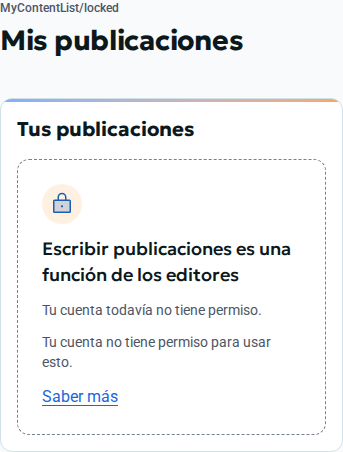 MyContentList/locked
Mis publicaciones
Tus publicaciones
Escribir publicaciones es una
función de los editores
Tu cuenta todavía no tiene permiso.
Tu cuenta no tiene permiso para usar
esto.
Saber más